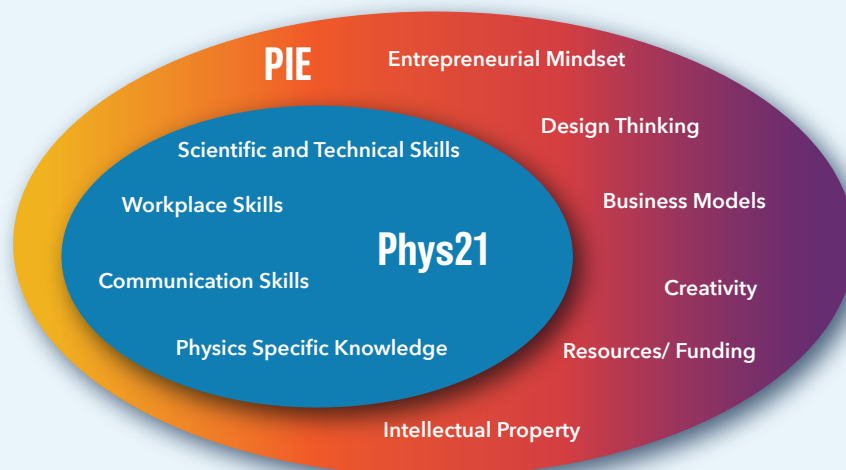 PIE
Entrepreneurial Mindset
Design Thinking
Scientific and Technical Skills
Workplace Skills
Business Models
Phys21
Communication Skills
Creativity
Physics Specific Knowledge
Resources/ Funding
Intellectual Property